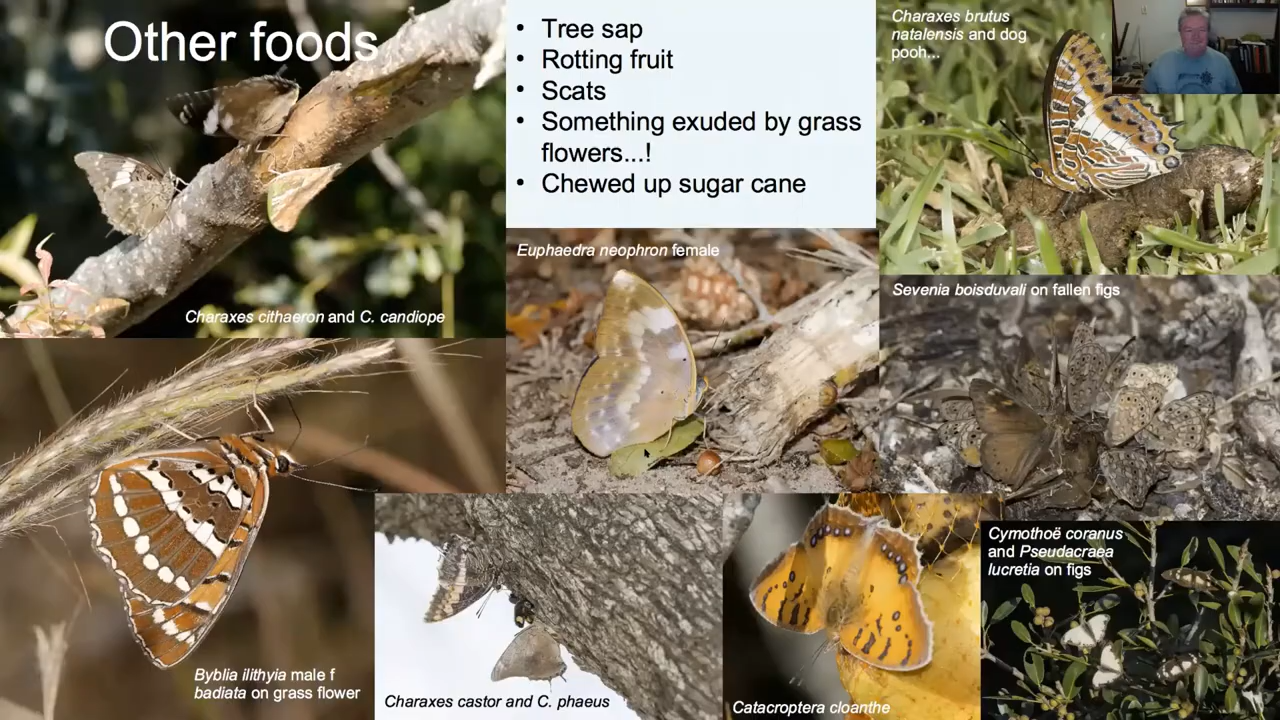 Other foods
• Tree sap
• Rotting fruit
• Scats
• Something exuded by grass
flowers...!
• Chewed up sugar cane
Charaxes brutus
natalensis and dog
pooh...
Charaxes cithaeron and C. candiope
Euphaedra neophron female
Sevenia boisduvali on fallen figs
Byblia ilithyia male f
badiata on grass flower
Charaxes castor and C. phaeus
Catacroptera cloanthe
Cymothoë coranus
and Pseudacraea
lucretia on figs